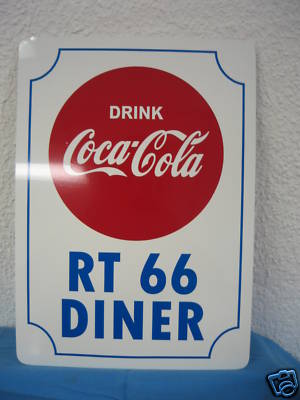 DRINK
Coca-Cola
RT 66
DINER